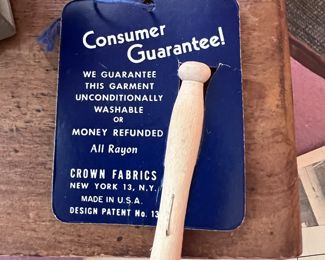 Consumer
Guarantee!
WE GUARANTEE
THIS GARMENT
UNCONDITIONALLY
WASHABLE
OR
MONEY REFUNDED
All Rayon
CROWN FABRICS
NEW YORK 13, N.Y.
MADE IN U.S.A.
DESIGN PATENT No. 13